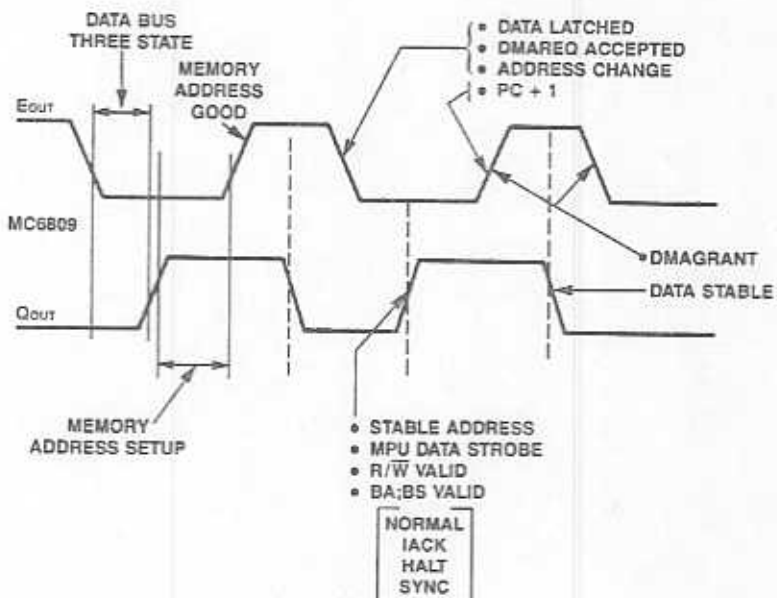 DATA BUS
THREE STATE
MEMORY
ADDRESS
GOOD
• DATA LATCHED
• DMAREQ ACCEPTED
• ADDRESS CHANGE
• PC + 1
EOUT
MC6809
QOUT
• DMAGRANT
DATA STABLE
MEMORY
ADDRESS SETUP
• STABLE ADDRESS
• MPU DATA STROBE
• R/W̅ VALID
• BA;BS VALID
NORMAL
IACK
HALT
SYNC